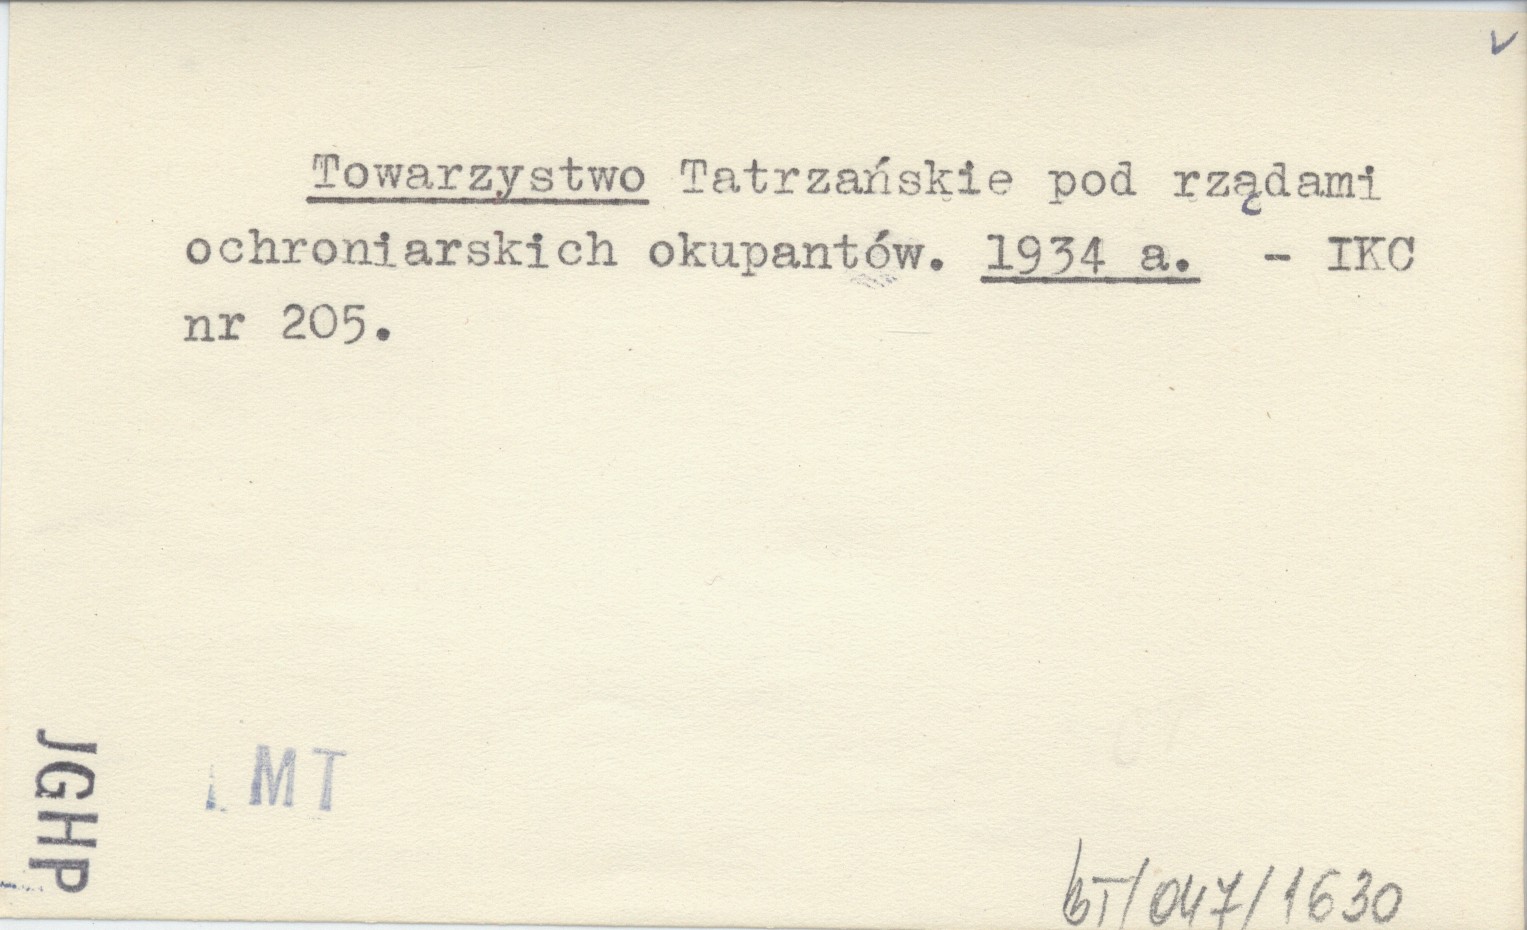 Towarzystwo Tatrzańskie pod rządami
ochroniarskich okupantów. 1934 a. - IKC
nr 205.
JGHP
MT
bT/047/1630